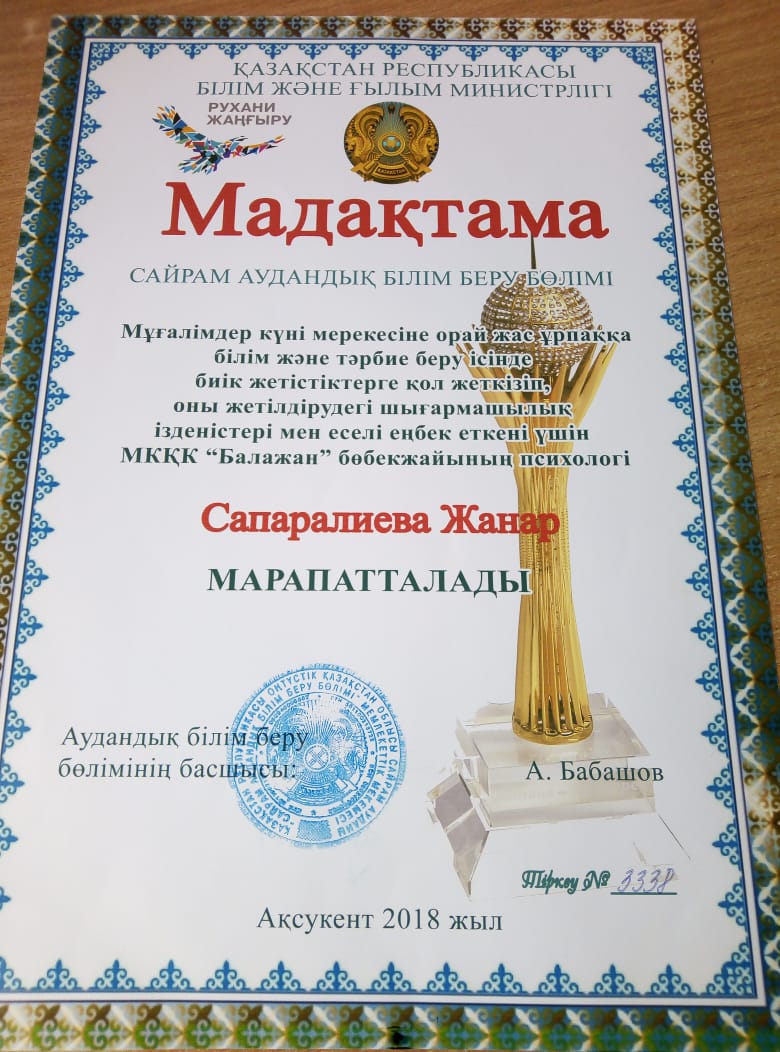 ҚАЗАҚСТАН РЕСПУБЛИКАСЫ
БІЛІМ ЖӘНЕ ҒЫЛЫМ МИНИСТРЛІГІ
РУХАНИ
ЖАҢҒЫРУ
ҚАЗАҚСТАН
Мадақтама
САЙРАМ АУДАНДЫҚ БІЛІМ БЕРУ БӨЛІМІ
Мұғалімдер күні мерекесіне орай жас ұрпаққа
білім және тәрбие беру ісінде
биік жетістіктерге қол жеткізіп,
оны жетілдірудегі шығармашылық
ізденістері мен еселі еңбек еткені үшін
МКҚК “Балажан” бөбекжайының психологі
Сапаралиева Жанар
МАРАПАТТАЛАДЫ
Аудандық білім беру
бөлімінің басшысы:
А. Бабашов
Тіркеу № 3338
Ақсукент 2018 жыл